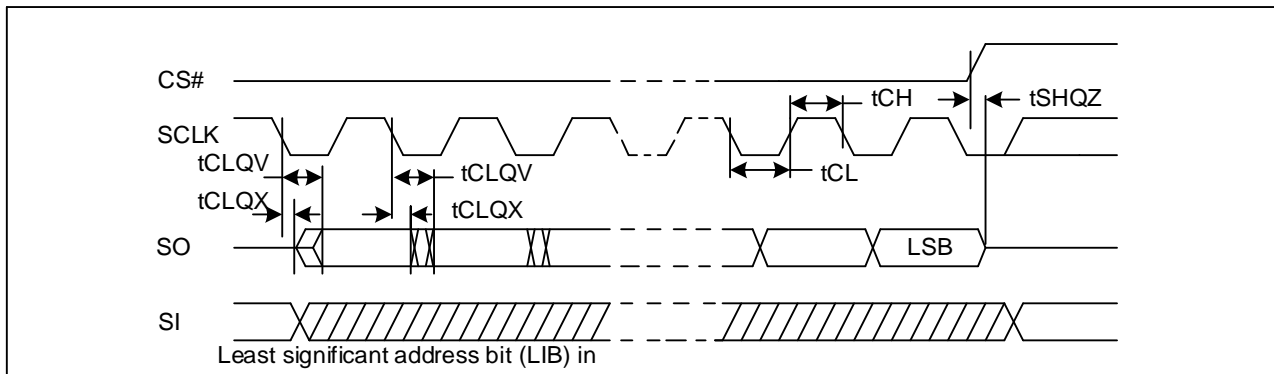 CS#
tCH
tSHQZ
SCLK
tCLQV
tCLQV
tCL
tCLQX
tCLQX
SO
LSB
SI
Least significant address bit (LIB) in